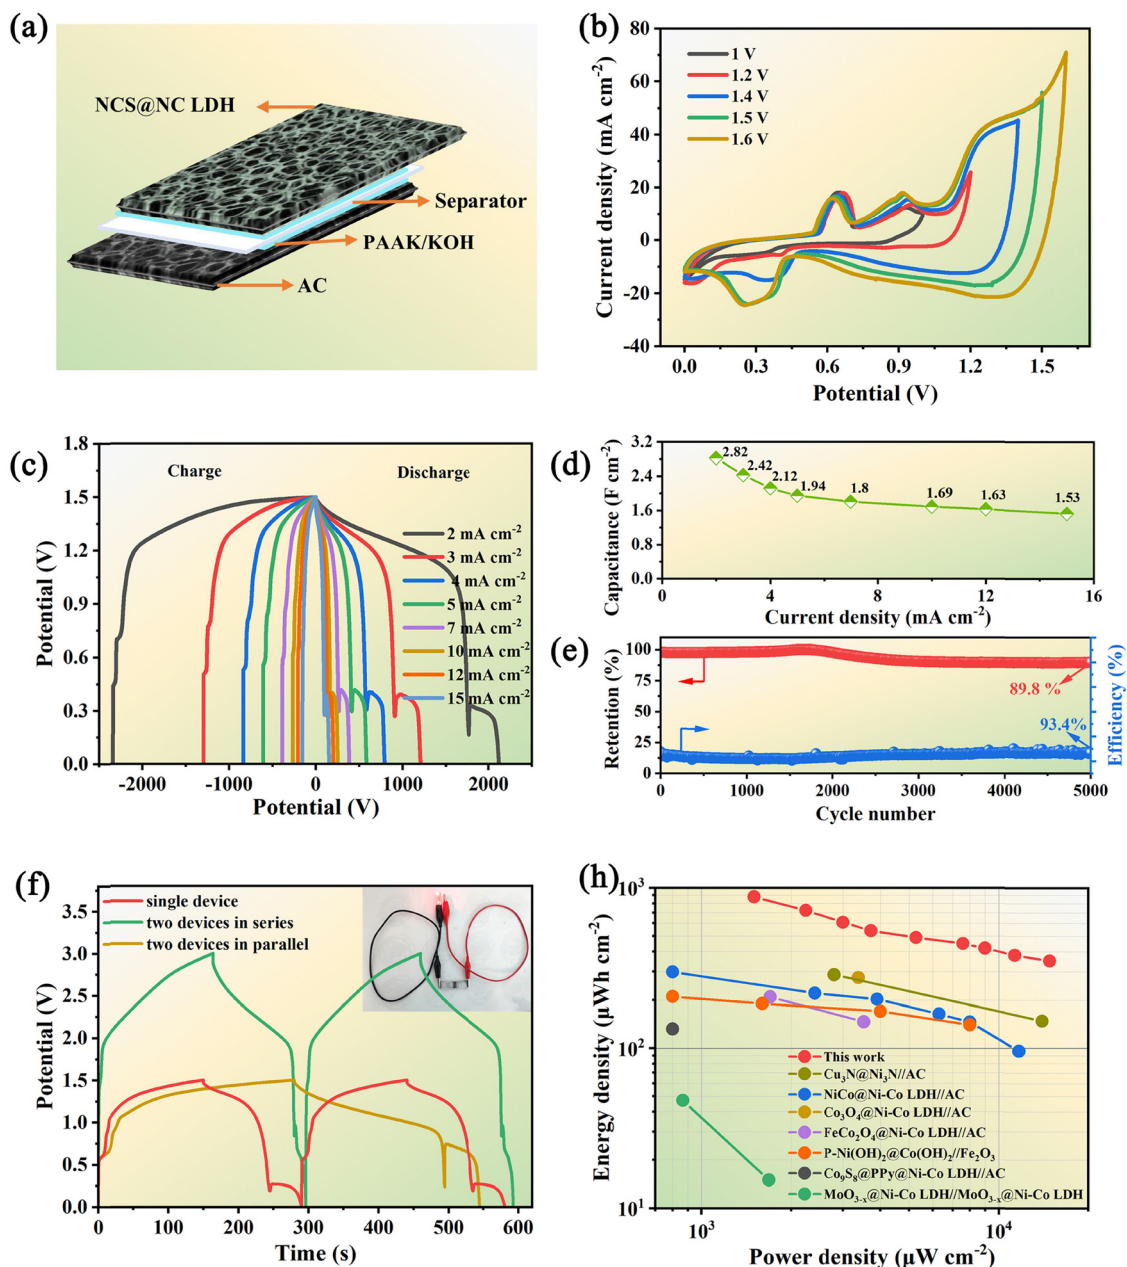 (a)
NCS@NC LDH
Separator
PAAK/KOH
AC
(b)
1 V
1.2 V
1.4 V
1.5 V
1.6 V
Current density (mA cm-2)
80
60
40
20
0
-20
-40
0.0 0.3 0.6 0.9 1.2 1.5
Potential (V)
(c)
Charge
Discharge
2 mA cm-2
3 mA cm-2
4 mA cm-2
5 mA cm-2
7 mA cm-2
10 mA cm-2
12 mA cm-2
15 mA cm-2
Potential (V)
1.8
1.5
1.2
0.9
0.6
0.3
0.0
-2000 -1000 0 1000 2000
Potential (V)
(d)
Capacitance (F cm-2)
3.2
2.4
1.6
0.8
0.0
2.82
2.42
2.12
1.94
1.8
1.69
1.63
1.53
0 4 8 12 16
Current density (mA cm-2)
(e)
Retention (%)
100
75
50
25
0
89.8 %
93.4%
Efficiency (%)
0 1000 2000 3000 4000 5000
Cycle number
(f)
single device
two devices in series
two devices in parallel
Potential (V)
3.5
3.0
2.5
2.0
1.5
1.0
0.5
0.0
0 100 200 300 400 500 600
Time (s)
(h)
Energy density (µWh cm-2)
10³
10²
10¹
This work
Cu₃N@Ni₃N//AC
NiCo@Ni-Co LDH//AC
Co₃O₄@Ni-Co LDH//AC
FeCo₂O₄@Ni-Co LDH//AC
P-Ni(OH)₂@Co(OH)₂//Fe₂O₃
Co₉S₈@PPy@Ni-Co LDH//AC
MoO₃₋ₓ@Ni-Co LDH//MoO₃₋ₓ@Ni-Co LDH
10³ 10⁴
Power density (µW cm-2)